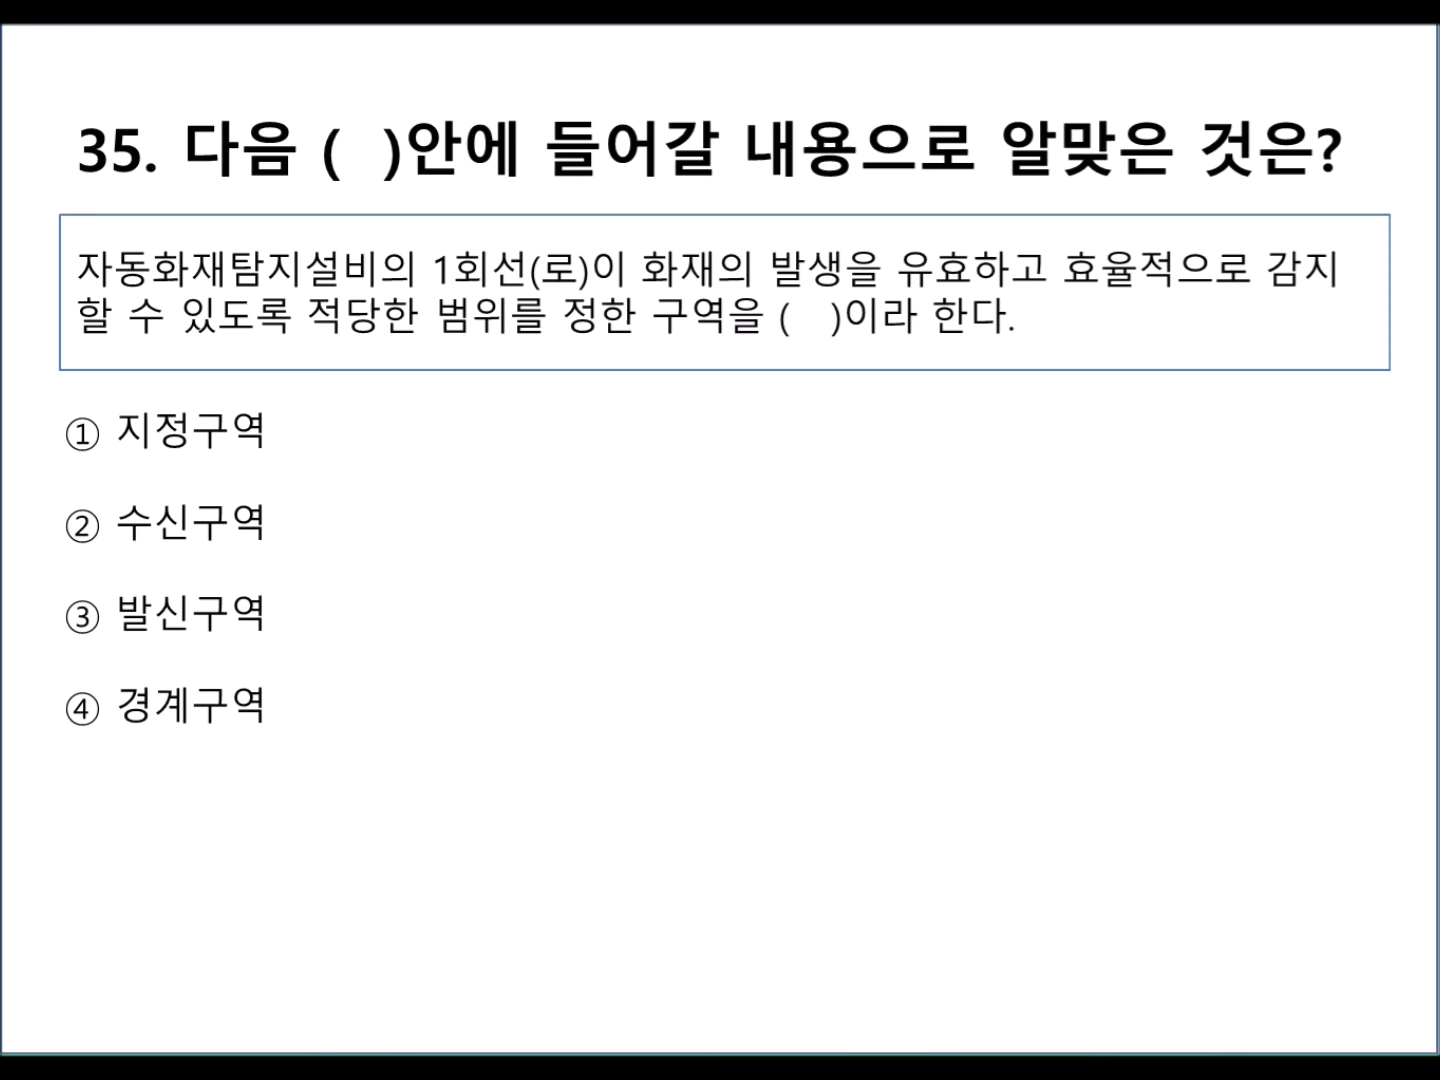 35. 다음 (  )안에 들어갈 내용으로 알맞은 것은?
자동화재탐지설비의 1회선(로)이 화재의 발생을 유효하고 효율적으로 감지
할 수 있도록 적당한 범위를 정한 구역을 (  )이라 한다.
① 지정구역
② 수신구역
③ 발신구역
④ 경계구역